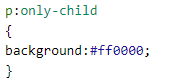 p:only-child
{
background:#ff0000;
}